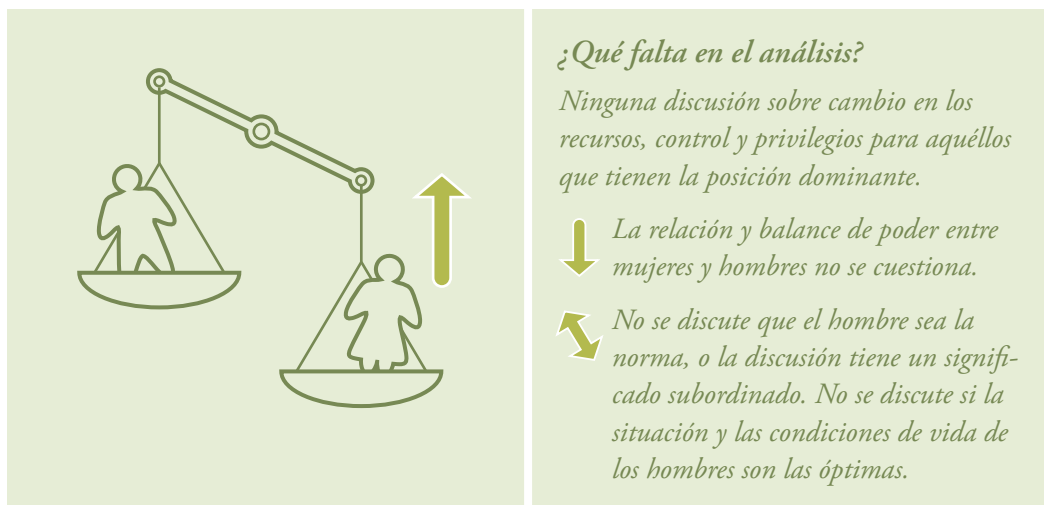 ¿Qué falta en el análisis?
Ninguna discusión sobre cambio en los
recursos, control y privilegios para aquéllos
que tienen la posición dominante.
La relación y balance de poder entre
mujeres y hombres no se cuestiona.
No se discute que el hombre sea la
norma, o la discusión tiene un signifi-
cado subordinado. No se discute si la
situación y las condiciones de vida de
los hombres son las óptimas.